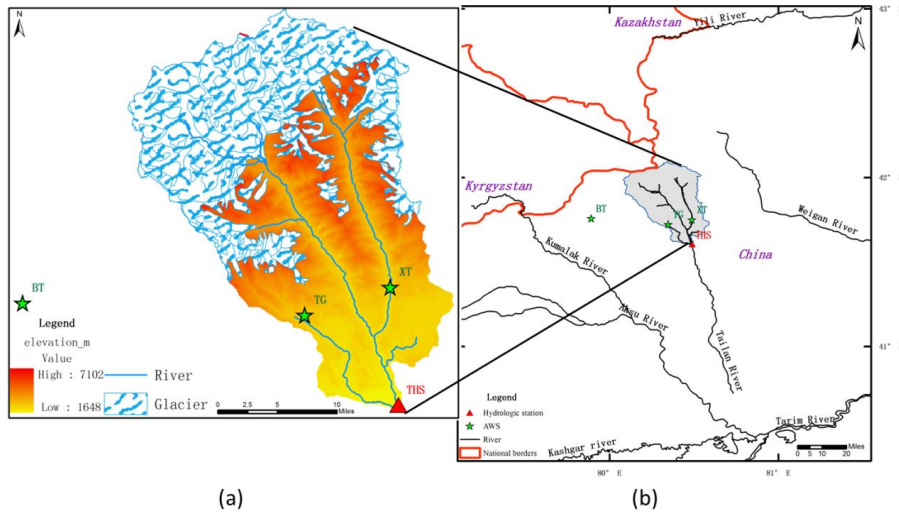 N
BT
XT
TG
THS
Legend
elevation_m
Value
High : 7102
Low : 1648
River
Glacier
0 2.5 5 10
Miles
(a)
43° N
42° N
41° N
80° E
81° E
N
Kazakhstan
Yili River
Kyrgyzstan
BT
TG
XT
THS
Weigan River
China
Kumalak River
Aksu River
Tailan River
Tarim River
Kashgar river
Legend
Hydrologic station
AWS
River
National borders
0 5 10 20
Miles
(b)